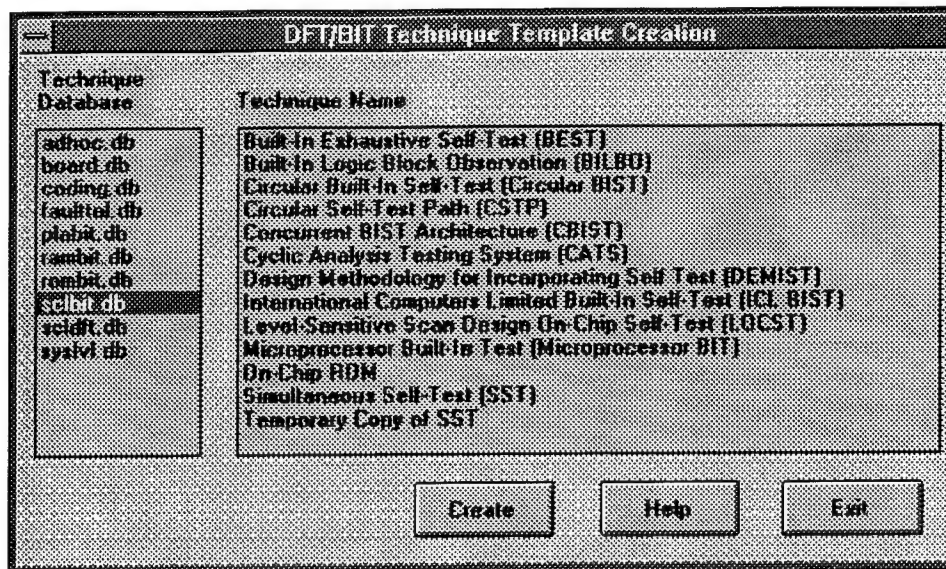 DFT/BIT Technique Template Creation
Technique
Database
Technique Name
adhoc.db
board.db
coding.db
faulttol.db
plabit.db
rambit.db
rombit.db
sclbit.db
scldft.db
syslvl.db
Built-In Exhaustive Self-Test (BEST)
Built-In Logic Block Observation (BILBO)
Circular Built-In Self-Test (Circular BIST)
Circular Self-Test Path (CSTP)
Concurrent BIST Architecture (CBIST)
Cyclic Analysis Testing System (CATS)
Design Methodology for Incorporating Self Test (DEMIST)
International Computers Limited Built-In Self-Test (ICL BIST)
Level-Sensitive Scan Design On-Chip Self-Test (LOCST)
Microprocessor Built-In Test (Microprocessor BIT)
On-Chip ROM
Simultaneous Self-Test (SST)
Temporary Copy of SST
Create
Help
Exit